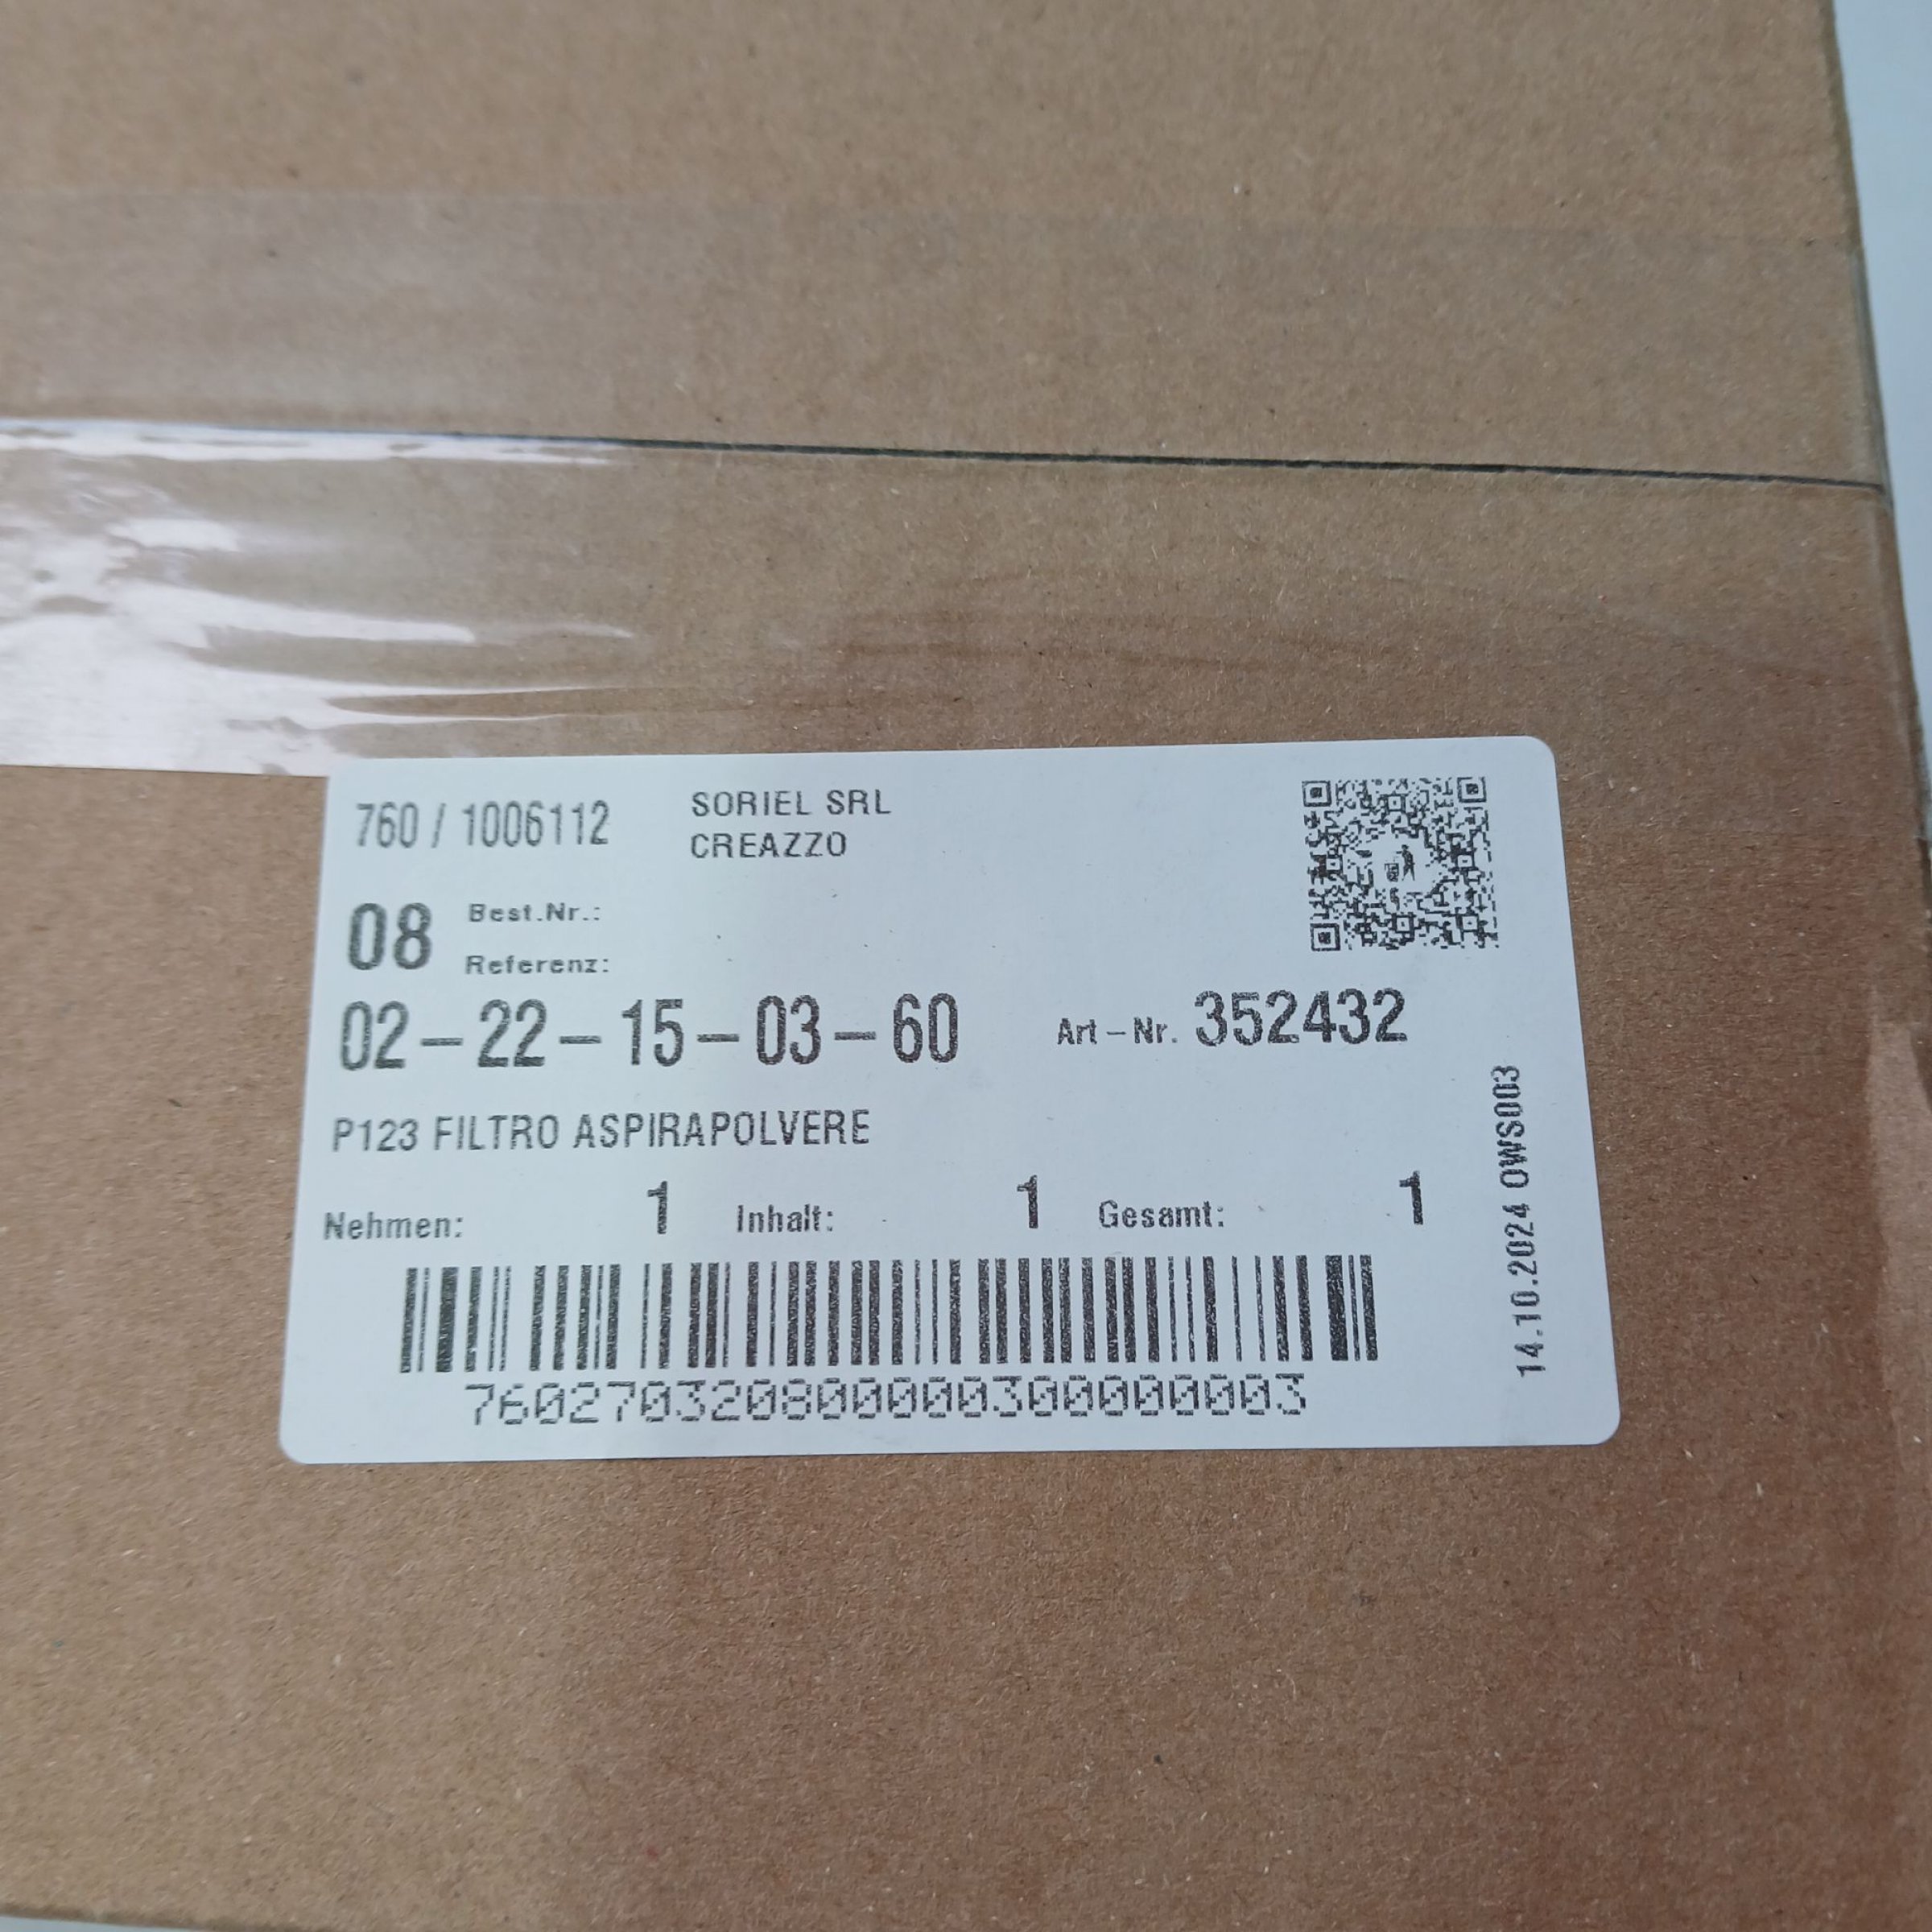 760 / 1006112
SORIEL SRL
CREAZZO
08
Best.Nr.:
Referenz:
02-22-15-03-60
Art-Nr. 352432
P123 FILTRO ASPIRAPOLVERE
Nehmen: 1 Inhalt: 1 Gesamt: 1
760270320800000300000003
14.10.2024 OWS003